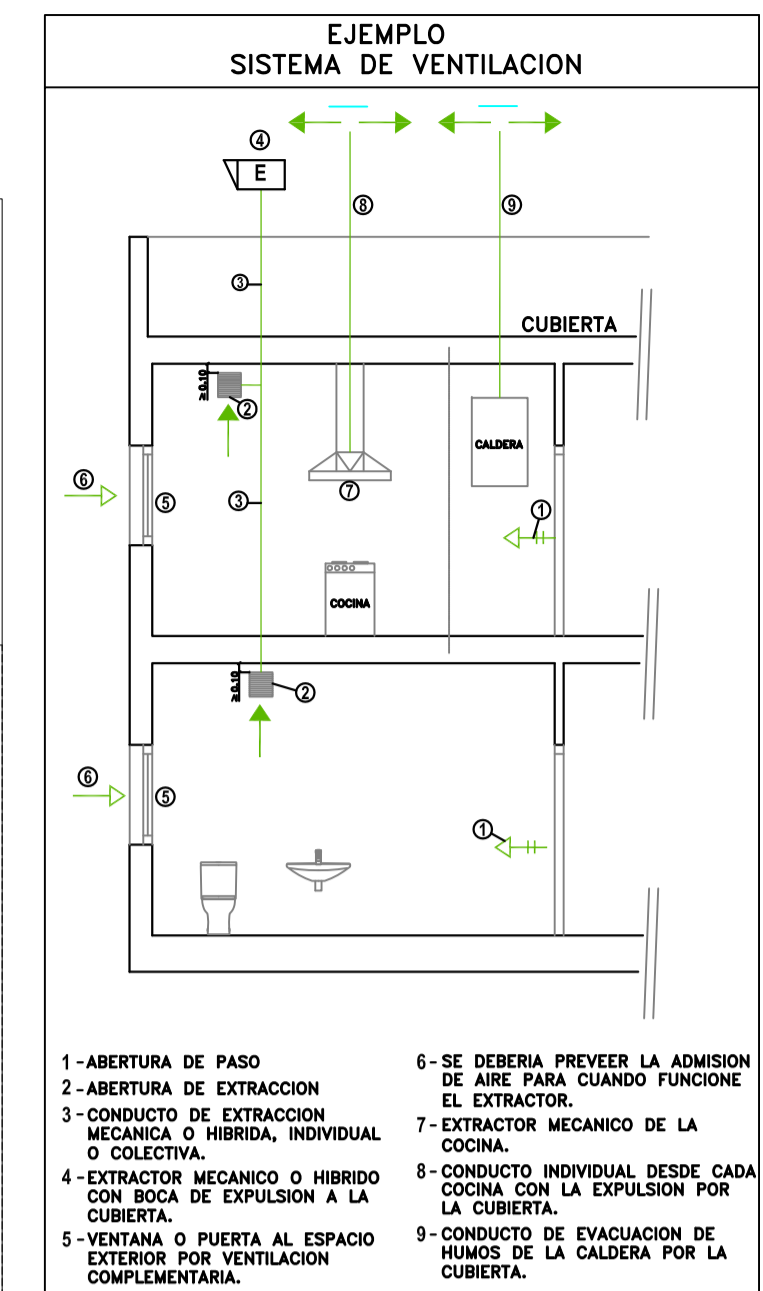 EJEMPLO
SISTEMA DE VENTILACION
4
E
8
9
3
CUBIERTA
≥0.10
2
CALDERA
6
5
3
7
1
COCINA
≥0.10
2
6
5
1
1 - ABERTURA DE PASO
2 - ABERTURA DE EXTRACCION
3 - CONDUCTO DE EXTRACCION
MECANICA O HIBRIDA, INDIVIDUAL
O COLECTIVA.
4 - EXTRACTOR MECANICO O HIBRIDO
CON BOCA DE EXPULSION A LA
CUBIERTA.
5 - VENTANA O PUERTA AL ESPACIO
EXTERIOR POR VENTILACION
COMPLEMENTARIA.
6 - SE DEBERIA PREVEER LA ADMISION
DE AIRE PARA CUANDO FUNCIONE
EL EXTRACTOR.
7 - EXTRACTOR MECANICO DE LA
COCINA.
8 - CONDUCTO INDIVIDUAL DESDE CADA
COCINA CON LA EXPULSION POR
LA CUBIERTA.
9 - CONDUCTO DE EVACUACION DE
HUMOS DE LA CALDERA POR LA
CUBIERTA.